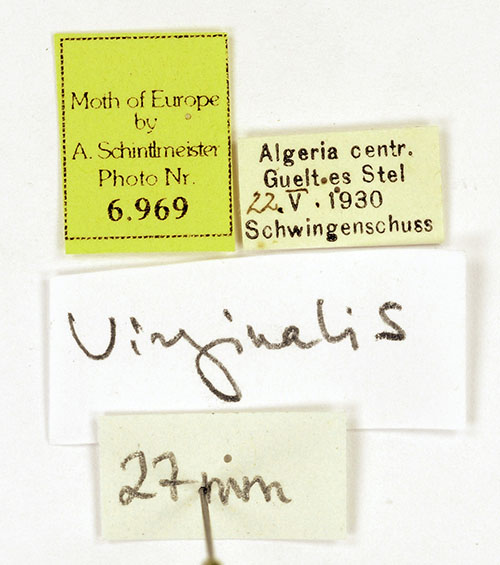 Moth of Europe
by
A. Schintlmeister
Photo Nr.
6.969
Algeria centr.
Guelt.es Stel
22.V.1930
Schwingenschuss
Virginalis
27mm